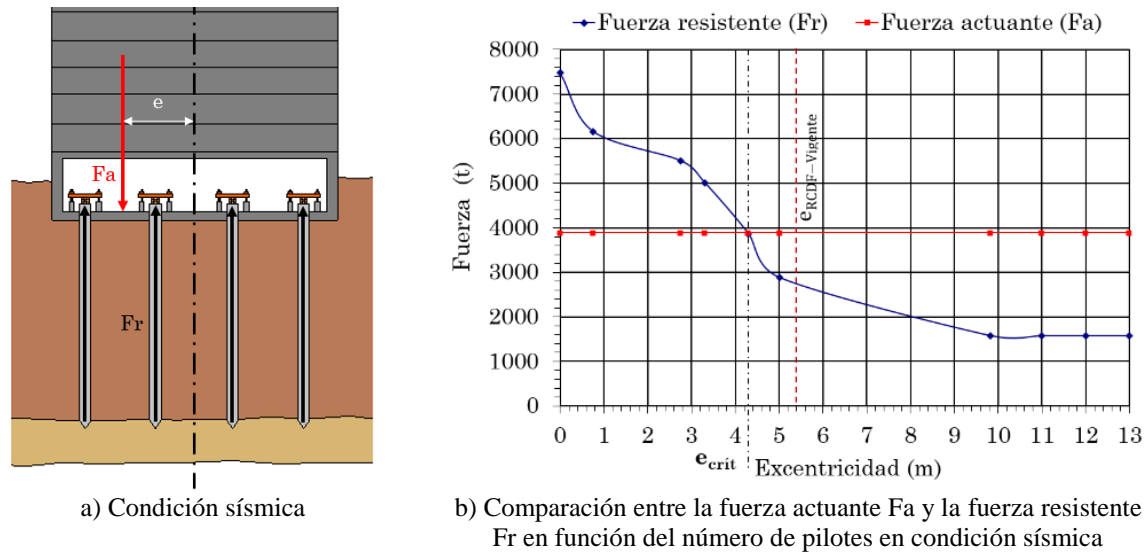 e
Fa
Fr
a) Condición sísmica
Fuerza resistente (Fr)
Fuerza actuante (Fa)
Fuerza (t)
8000
7000
6000
5000
4000
3000
2000
1000
0
e RCDF−Vigente
0 1 2 3 4 5 6 7 8 9 10 11 12 13
e crít
Excentricidad (m)
b) Comparación entre la fuerza actuante Fa y la fuerza resistente
Fr en función del número de pilotes en condición sísmica